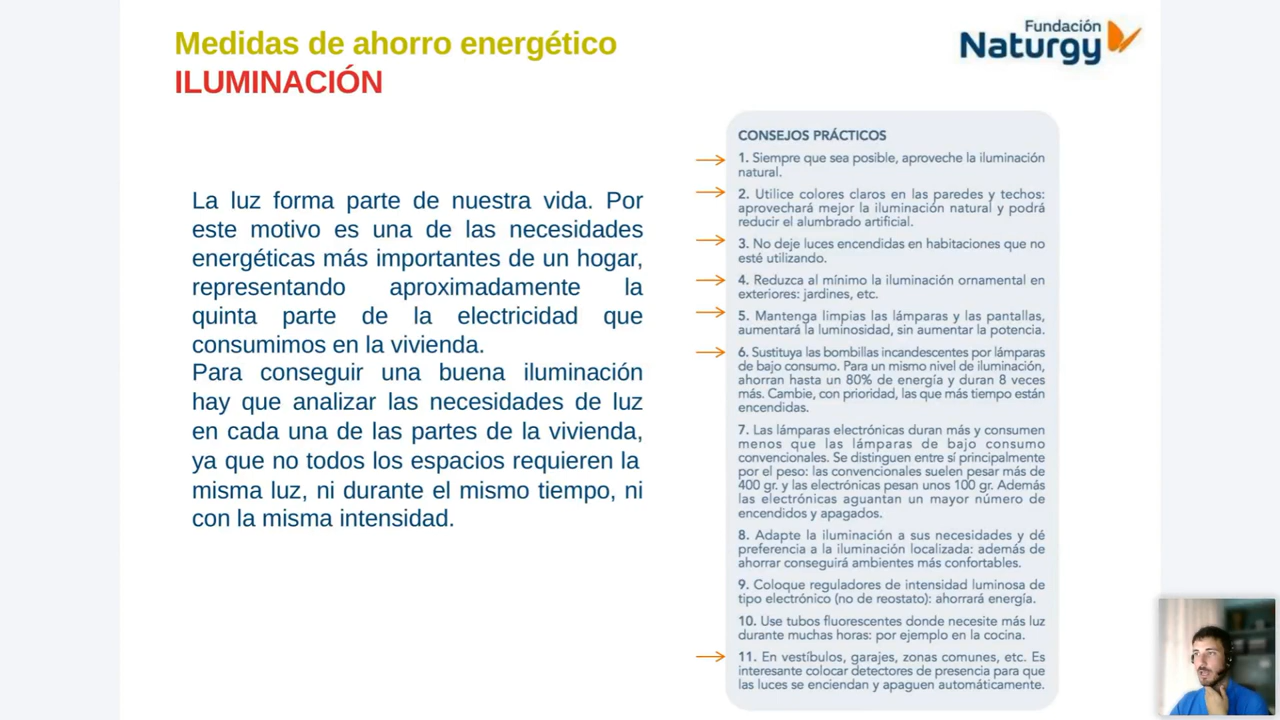 Medidas de ahorro energético
ILUMINACIÓN
Fundación
Naturgy
La luz forma parte de nuestra vida. Por
este motivo es una de las necesidades
energéticas más importantes de un hogar,
representando aproximadamente la
quinta parte de la electricidad que
consumimos en la vivienda.
Para conseguir una buena iluminación
hay que analizar las necesidades de luz
en cada una de las partes de la vivienda,
ya que no todos los espacios requieren la
misma luz, ni durante el mismo tiempo, ni
con la misma intensidad.
CONSEJOS PRÁCTICOS
1. Siempre que sea posible, aproveche la iluminación
natural.
2. Utilice colores claros en las paredes y techos:
aprovechará mejor la iluminación natural y podrá
reducir el alumbrado artificial.
3. No deje luces encendidas en habitaciones que no
esté utilizando.
4. Reduzca al mínimo la iluminación ornamental en
exteriores: jardines, etc.
5. Mantenga limpias las lámparas y las pantallas,
aumentará la luminosidad, sin aumentar la potencia.
6. Sustituya las bombillas incandescentes por lámparas
de bajo consumo. Para un mismo nivel de iluminación,
ahorran hasta un 80% de energía y duran 8 veces
más. Cambie, con prioridad, las que más tiempo están
encendidas.
7. Las lámparas electrónicas duran más y consumen
menos que las lámparas de bajo consumo
convencionales. Se distinguen entre sí principalmente
por el peso: las convencionales suelen pesar más de
400 gr. y las electrónicas pesan unos 100 gr. Además
las electrónicas aguantan un mayor número de
encendidos y apagados.
8. Adapte la iluminación a sus necesidades y dé
preferencia a la iluminación localizada: además de
ahorrar conseguirá ambientes más confortables.
9. Coloque reguladores de intensidad luminosa de
tipo electrónico (no de reostato): ahorrará energía.
10. Use tubos fluorescentes donde necesite más luz
durante muchas horas: por ejemplo en la cocina.
11. En vestíbulos, garajes, zonas comunes, etc. Es
interesante colocar detectores de presencia para que
las luces se enciendan y apaguen automáticamente.